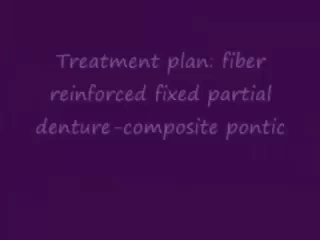 Treatment plan: fiber
reinforced fixed partial
denture-composite pontic